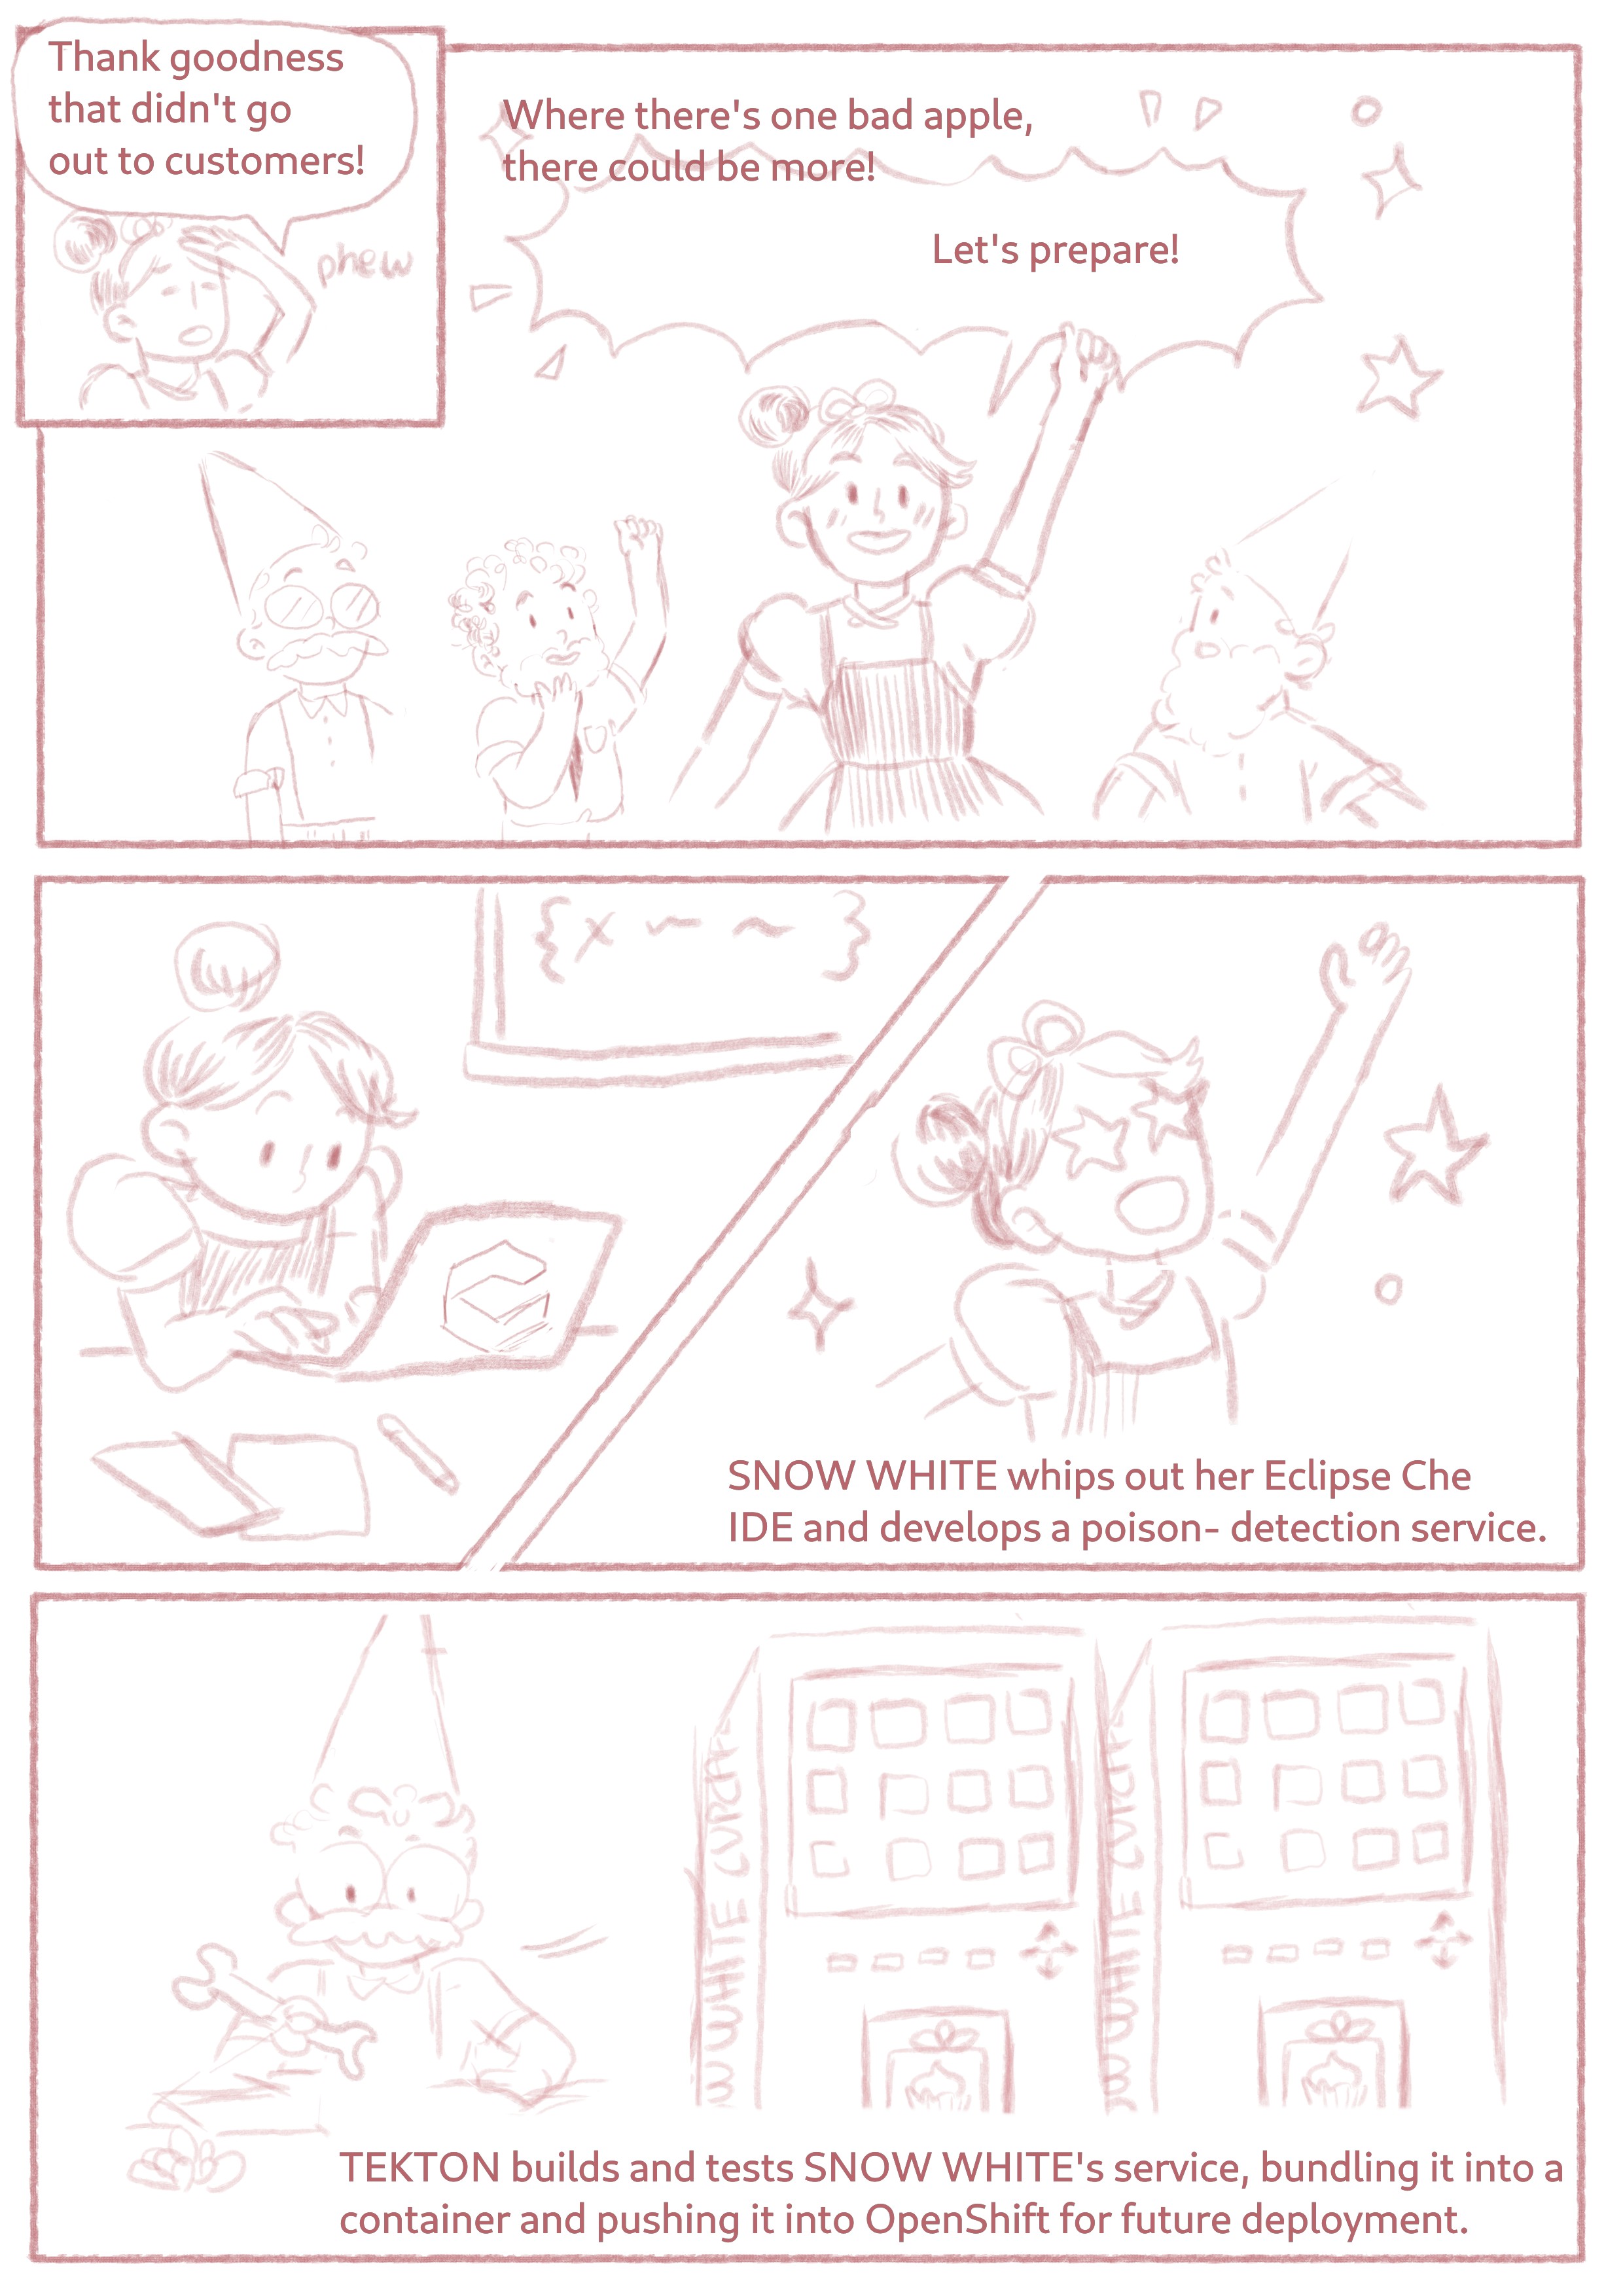 Thank goodness
that didn't go
out to customers!
phew
Where there's one bad apple,
there could be more!
Let's prepare!
{x ~ ~ }
SNOW WHITE whips out her Eclipse Che
IDE and develops a poison- detection service.
WHITE
WHITE
TEKTON builds and tests SNOW WHITE's service, bundling it into a
container and pushing it into OpenShift for future deployment.